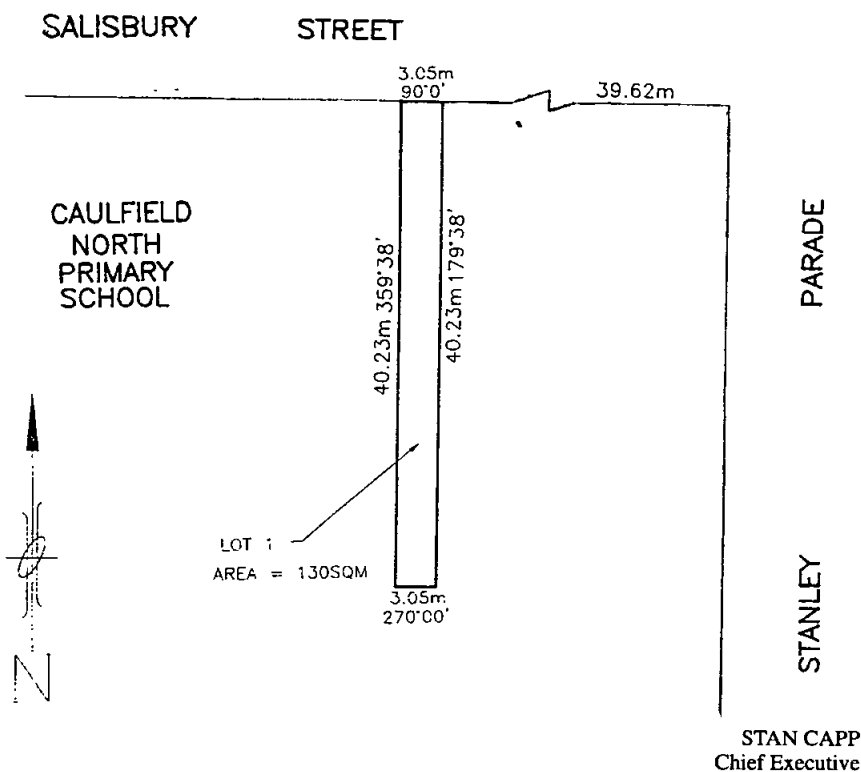 SALISBURY STREET
3.05m
90°0'
39.62m
CAULFIELD
NORTH
PRIMARY
SCHOOL
40.23m 359°38'
40.23m 179°38'
PARADE
LOT 1
AREA = 130SQM
3.05m
270°00'
STANLEY
N
STAN CAPP
Chief Executive